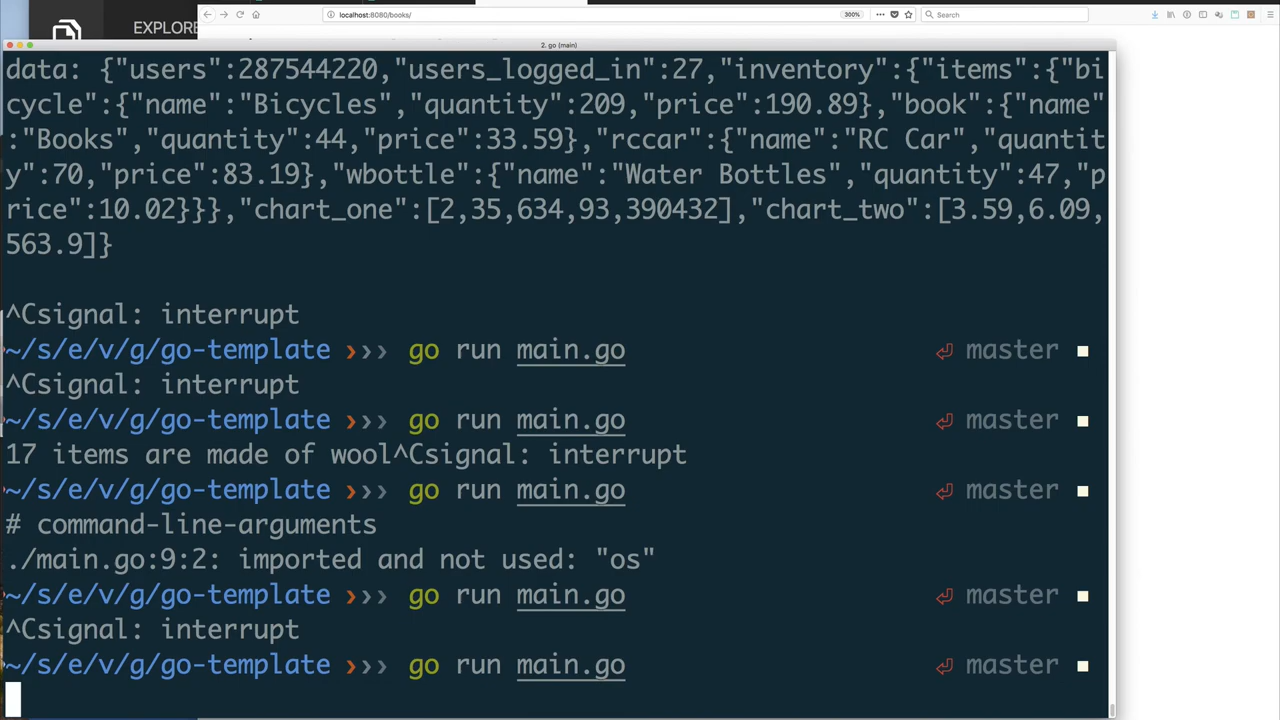 EXPLORE
localhost:8080/books/
300%
Search
2. go (main)
data: {"users":287544220,"users_logged_in":27,"inventory":{"items":{"bi
cycle":{"name":"Bicycles","quantity":209,"price":190.89},"book":{"name"
:"Books","quantity":44,"price":33.59},"rccar":{"name":"RC Car","quantit
y":70,"price":83.19},"wbottle":{"name":"Water Bottles","quantity":47,"p
rice":10.02}}},"chart_one":[2,35,634,93,390432],"chart_two":[3.59,6.09,
563.9]}
^Csignal: interrupt
~/s/e/v/g/go-template ››› go run main.go ⏎ master ■
^Csignal: interrupt
~/s/e/v/g/go-template ››› go run main.go ⏎ master ■
17 items are made of wool^Csignal: interrupt
~/s/e/v/g/go-template ››› go run main.go ⏎ master ■
# command-line-arguments
./main.go:9:2: imported and not used: "os"
~/s/e/v/g/go-template ››› go run main.go ⏎ master ■
^Csignal: interrupt
~/s/e/v/g/go-template ››› go run main.go ⏎ master ■